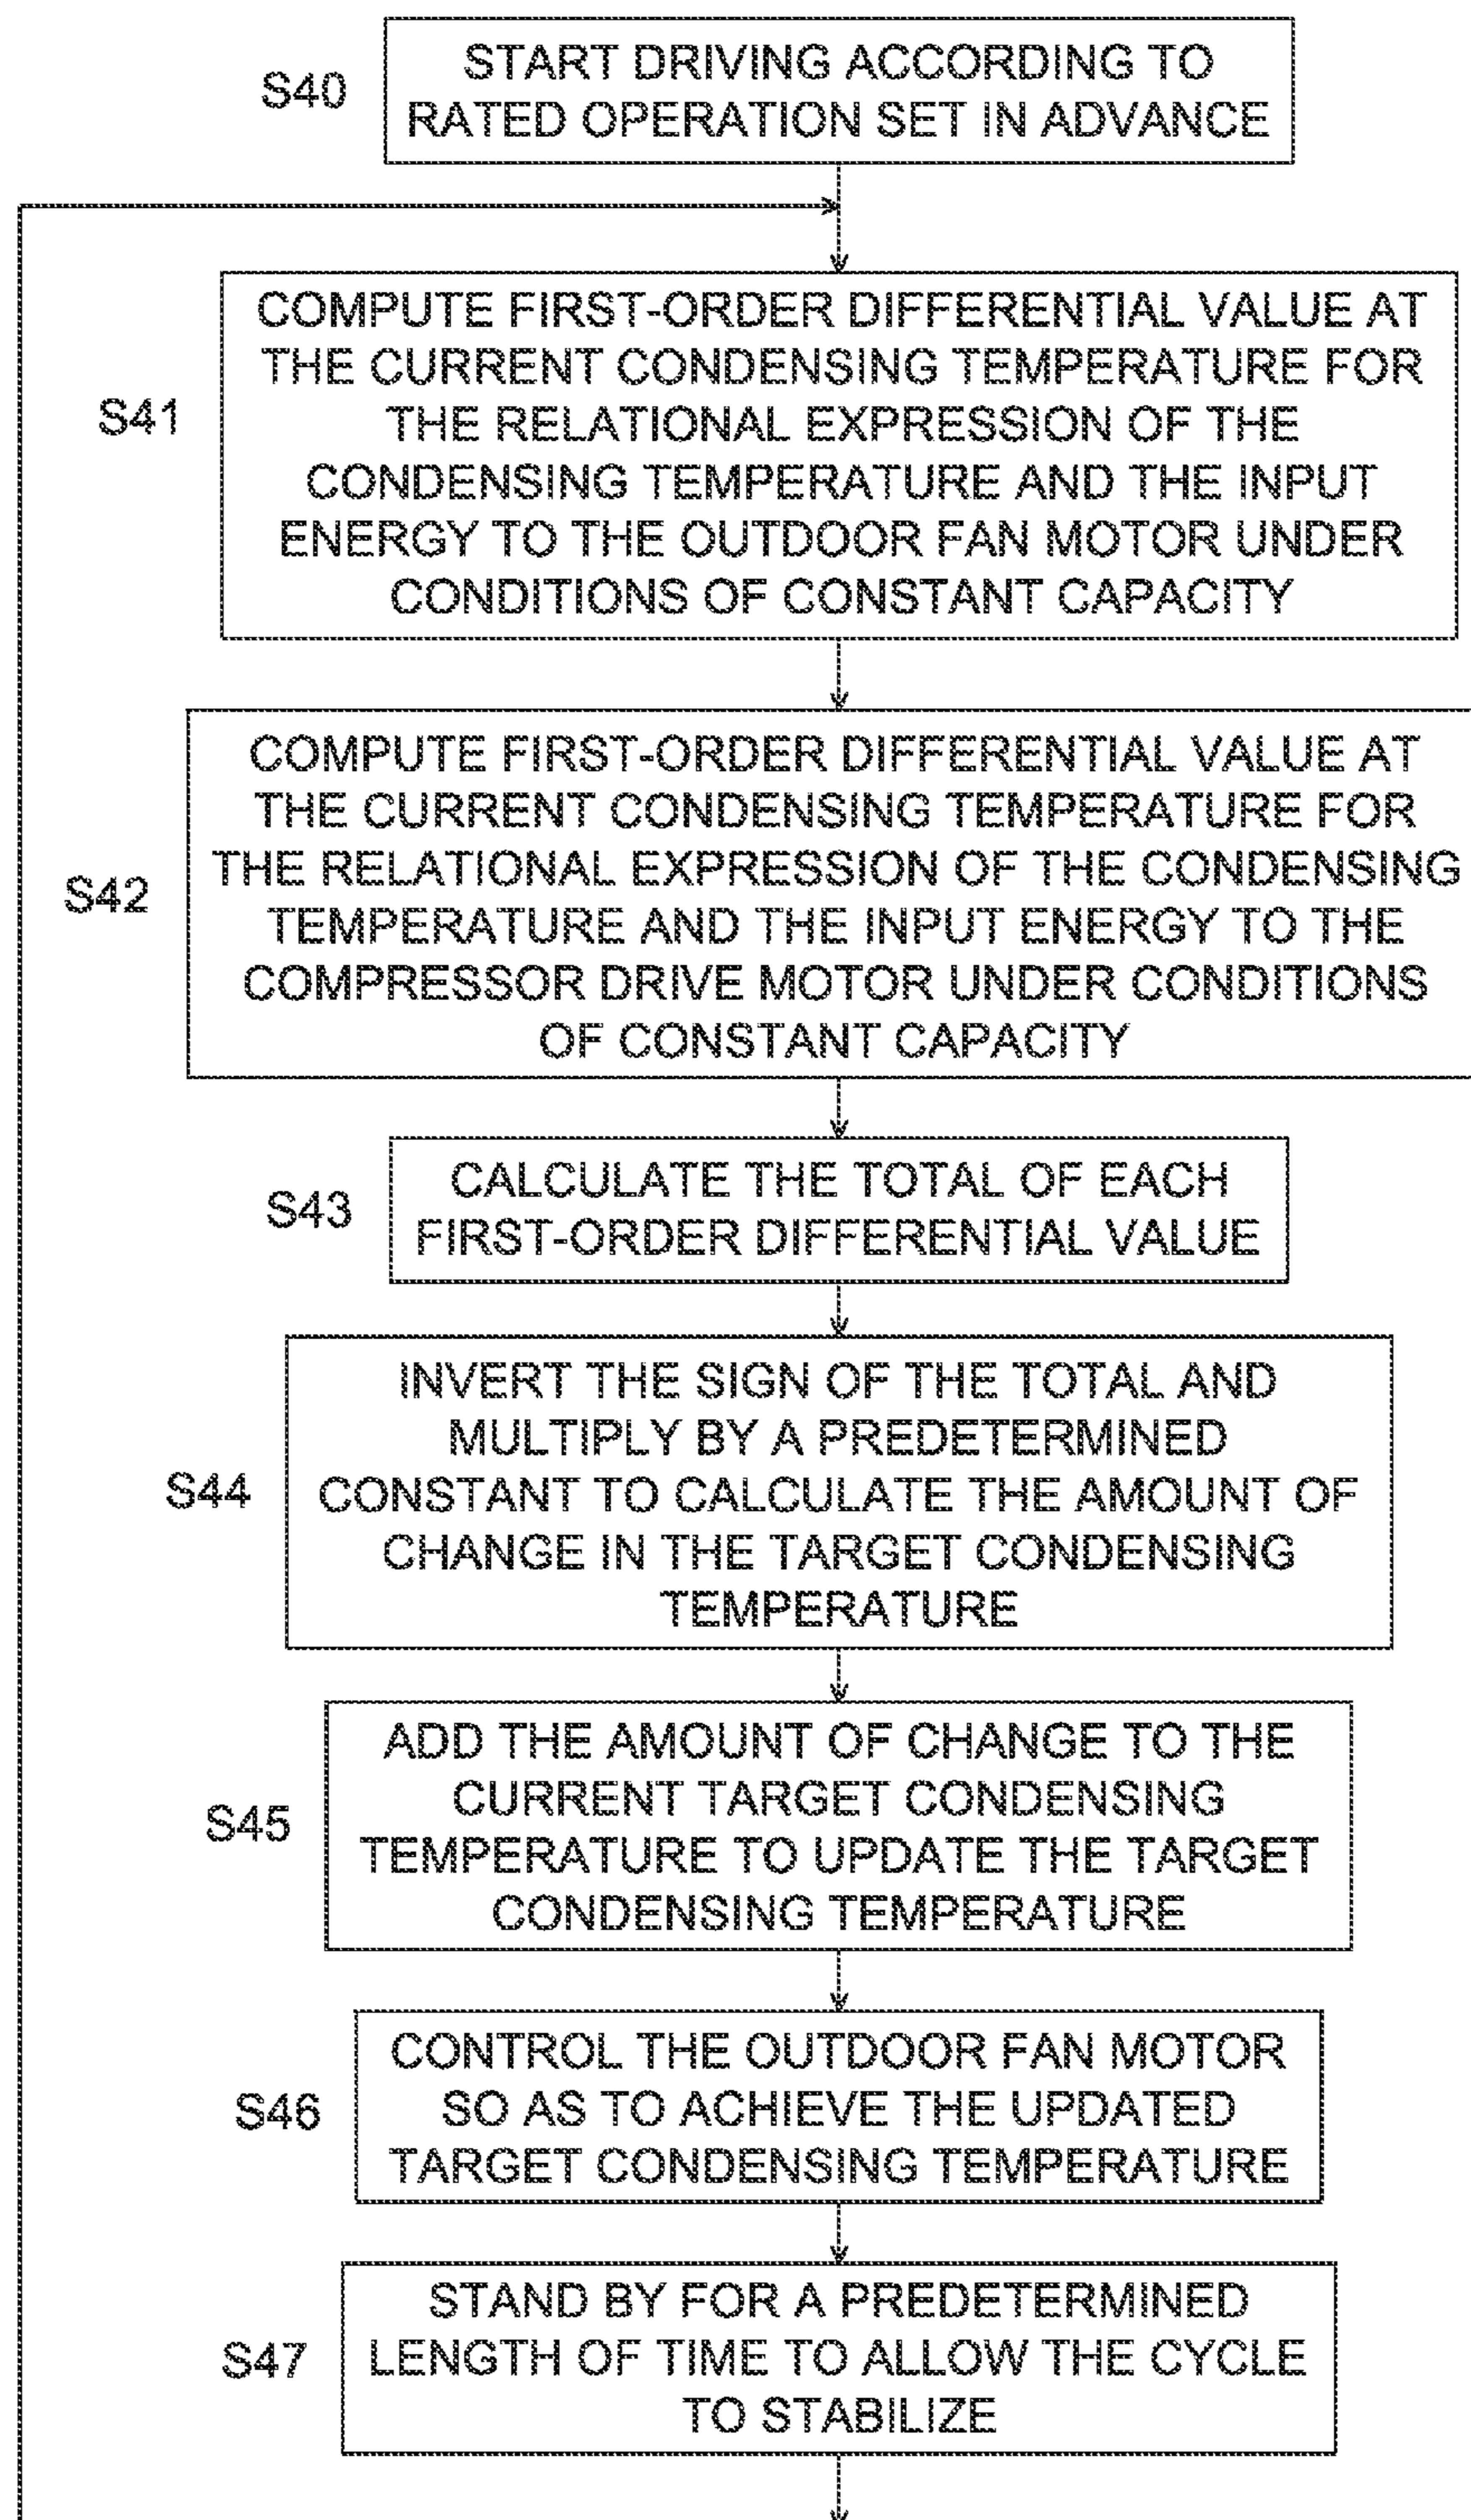 S40
START DRIVING ACCORDING TO
RATED OPERATION SET IN ADVANCE
S41
COMPUTE FIRST-ORDER DIFFERENTIAL VALUE AT
THE CURRENT CONDENSING TEMPERATURE FOR
THE RELATIONAL EXPRESSION OF THE
CONDENSING TEMPERATURE AND THE INPUT
ENERGY TO THE OUTDOOR FAN MOTOR UNDER
CONDITIONS OF CONSTANT CAPACITY
S42
COMPUTE FIRST-ORDER DIFFERENTIAL VALUE AT
THE CURRENT CONDENSING TEMPERATURE FOR
THE RELATIONAL EXPRESSION OF THE CONDENSING
TEMPERATURE AND THE INPUT ENERGY TO THE
COMPRESSOR DRIVE MOTOR UNDER CONDITIONS
OF CONSTANT CAPACITY
S43
CALCULATE THE TOTAL OF EACH
FIRST-ORDER DIFFERENTIAL VALUE
S44
INVERT THE SIGN OF THE TOTAL AND
MULTIPLY BY A PREDETERMINED
CONSTANT TO CALCULATE THE AMOUNT OF
CHANGE IN THE TARGET CONDENSING
TEMPERATURE
S45
ADD THE AMOUNT OF CHANGE TO THE
CURRENT TARGET CONDENSING
TEMPERATURE TO UPDATE THE TARGET
CONDENSING TEMPERATURE
S46
CONTROL THE OUTDOOR FAN MOTOR
SO AS TO ACHIEVE THE UPDATED
TARGET CONDENSING TEMPERATURE
S47
STAND BY FOR A PREDETERMINED
LENGTH OF TIME TO ALLOW THE CYCLE
TO STABILIZE